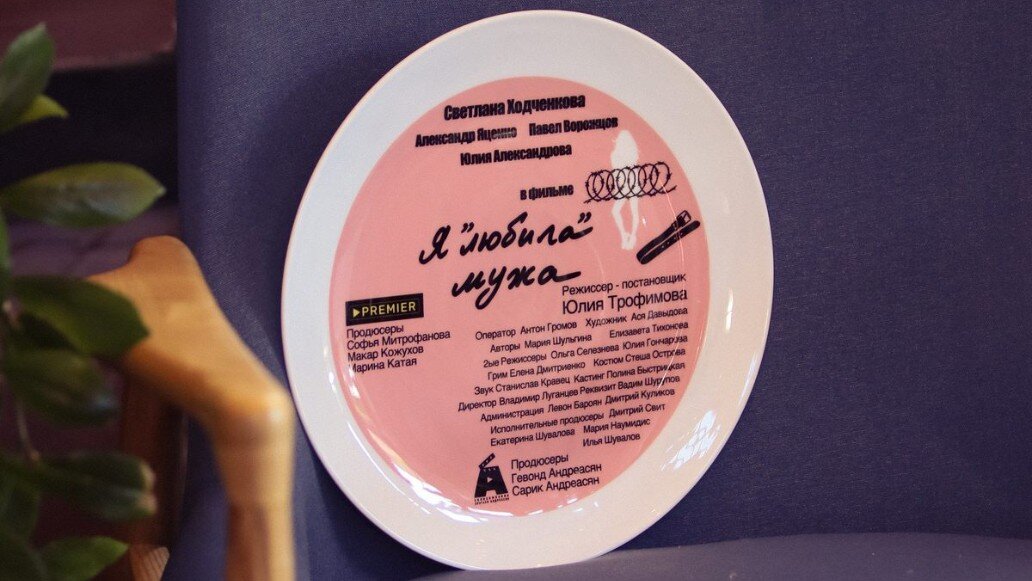 Светлана Ходченкова
Александр Яценко Павел Ворожцов
Юлия Александрова
в фильме
Я "любила"
мужа
Режиссер - постановщик
Юлия Трофимова
PREMIER
Продюсеры
Софья Митрофанова
Макар Кожухов
Марина Катая
Оператор Антон Громов Художник Ася Давыдова
Авторы Мария Шульгина Елизавета Тихонова
2ые Режиссеры Ольга Селезнева Юлия Гончарова
Грим Елена Дмитриенко Костюм Стеша Острова
Звук Станислав Кравец Кастинг Полина Быстрицкая
Директор Владимир Луганцев Реквизит Вадим Шурупов
Администрация Левон Бароян Дмитрий Куликов
Исполнительные продюсеры Дмитрий Свит
Екатерина Шувалова Мария Наумидис
Илья Шувалов
Продюсеры
Гевонд Андреасян
Сарик Андреасян